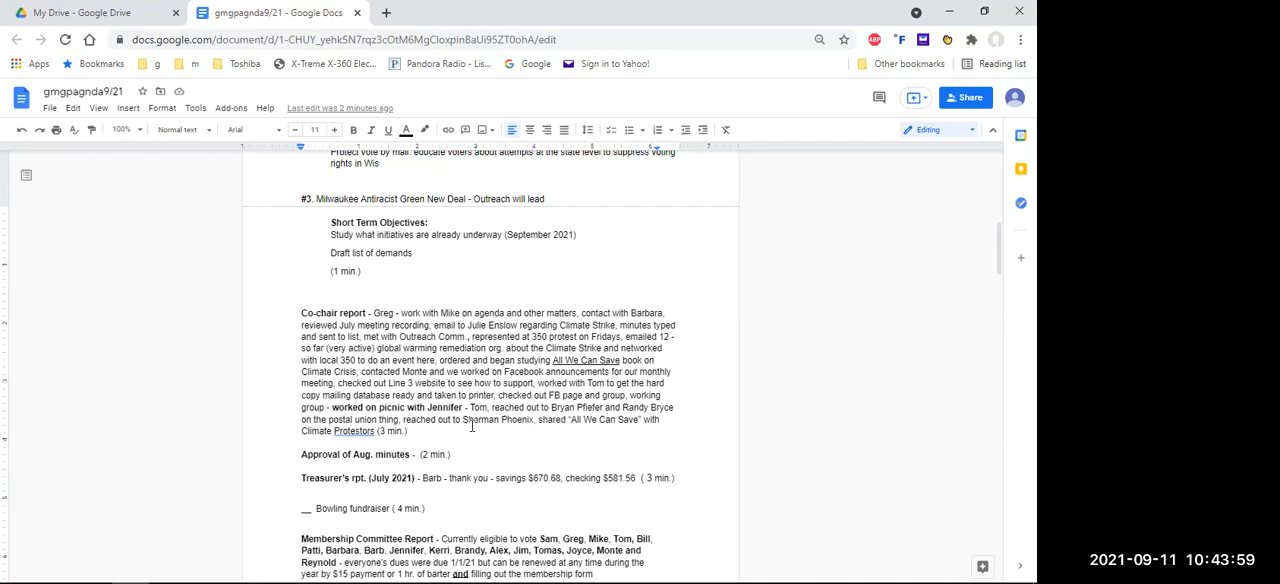 My Drive - Google Drive
gmgpagnda9/21 - Google Docs
docs.google.com/document/d/1-CHUY_yehk5N7rqz3cOtM6MgCloxpinBaUi95ZT0ohA/edit
Apps Bookmarks g m Toshiba X-Treme X-360 Elec... Pandora Radio - Lis... Google Sign in to Yahoo! Other bookmarks Reading list
gmgpagnda9/21
File Edit View Insert Format Tools Add-ons Help Last edit was 2 minutes ago
Share
100% Normal text Arial 11 Editing
Protect vote by mail. educate voters about attempts at the state level to suppress voting
rights in Wis
#3. Milwaukee Antiracist Green New Deal - Outreach will lead
Short Term Objectives:
Study what initiatives are already underway (September 2021)
Draft list of demands
(1 min.)
Co-chair report - Greg - work with Mike on agenda and other matters, contact with Barbara,
reviewed July meeting recording, email to Julie Enslow regarding Climate Strike, minutes typed
and sent to list, met with Outreach Comm., represented at 350 protest on Fridays, emailed 12 -
so far (very active) global warming remediation org. about the Climate Strike and networked
with local 350 to do an event here, ordered and began studying All We Can Save book on
Climate Crisis, contacted Monte and we worked on Facebook announcements for our monthly
meeting, checked out Line 3 website to see how to support, worked with Tom to get the hard
copy mailing database ready and taken to printer, checked out FB page and group, working
group - worked on picnic with Jennifer - Tom, reached out to Bryan Pfiefer and Randy Bryce
on the postal union thing, reached out to Sherman Phoenix, shared "All We Can Save" with
Climate Protestors (3 min.)
Approval of Aug. minutes - (2 min.)
Treasurer's rpt. (July 2021) - Barb - thank you - savings $670.68, checking $581.56 ( 3 min.)
__ Bowling fundraiser ( 4 min.)
Membership Committee Report - Currently eligible to vote Sam, Greg, Mike, Tom, Bill,
Patti, Barbara, Barb, Jennifer, Kerri, Brandy, Alex, Jim, Tomas, Joyce, Monte and
Reynold - everyone's dues were due 1/1/21 but can be renewed at any time during the
year by $15 payment or 1 hr. of barter and filling out the membership form
2021-09-11 10:43:59